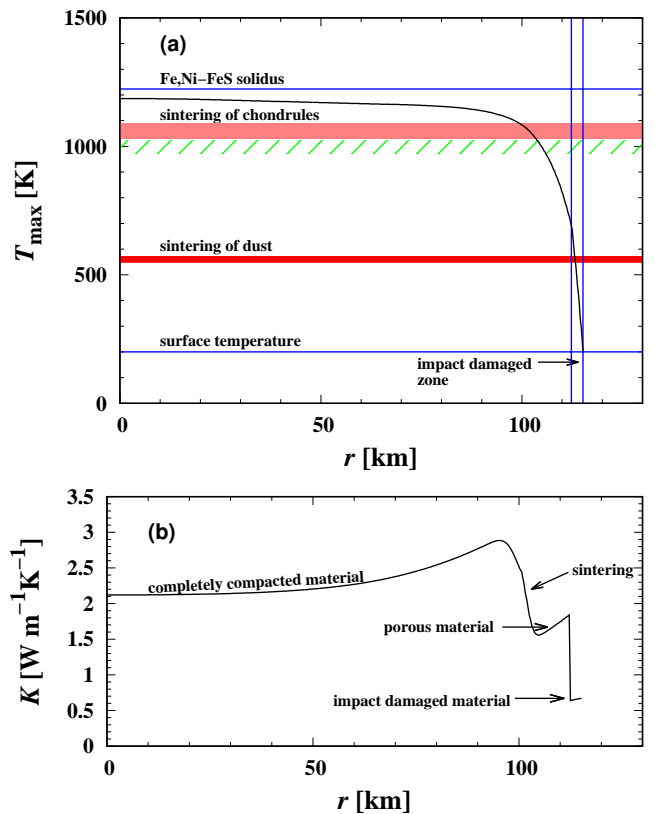 1500
(a)
Fe,Ni−FeS solidus
sintering of chondrules
1000
T max [K]
sintering of dust
500
surface temperature
impact damaged
zone
0
0 50 100
r [km]
3.5
(b)
3
2.5
completely compacted material
sintering
2
porous material
1.5
K [W m−1K−1]
1
impact damaged material
0.5
0
0 50 100
r [km]